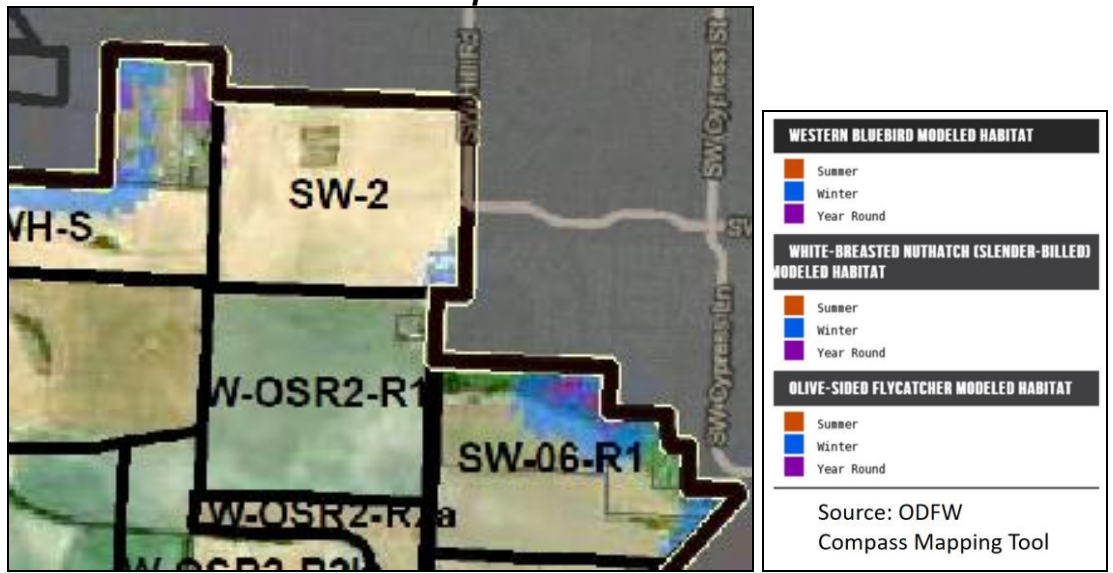 SW Hill Rd
SW Cypress St
SW-2
WH-S
W-OSR2-R1
SW Cypress Ln
SW-06-R1
W-OSR2-R2a
WESTERN BLUEBIRD MODELED HABITAT
Summer
Winter
Year Round
WHITE-BREASTED NUTHATCH (SLENDER-BILLED)
MODELED HABITAT
Summer
Winter
Year Round
OLIVE-SIDED FLYCATCHER MODELED HABITAT
Summer
Winter
Year Round
Source: ODFW
Compass Mapping Tool